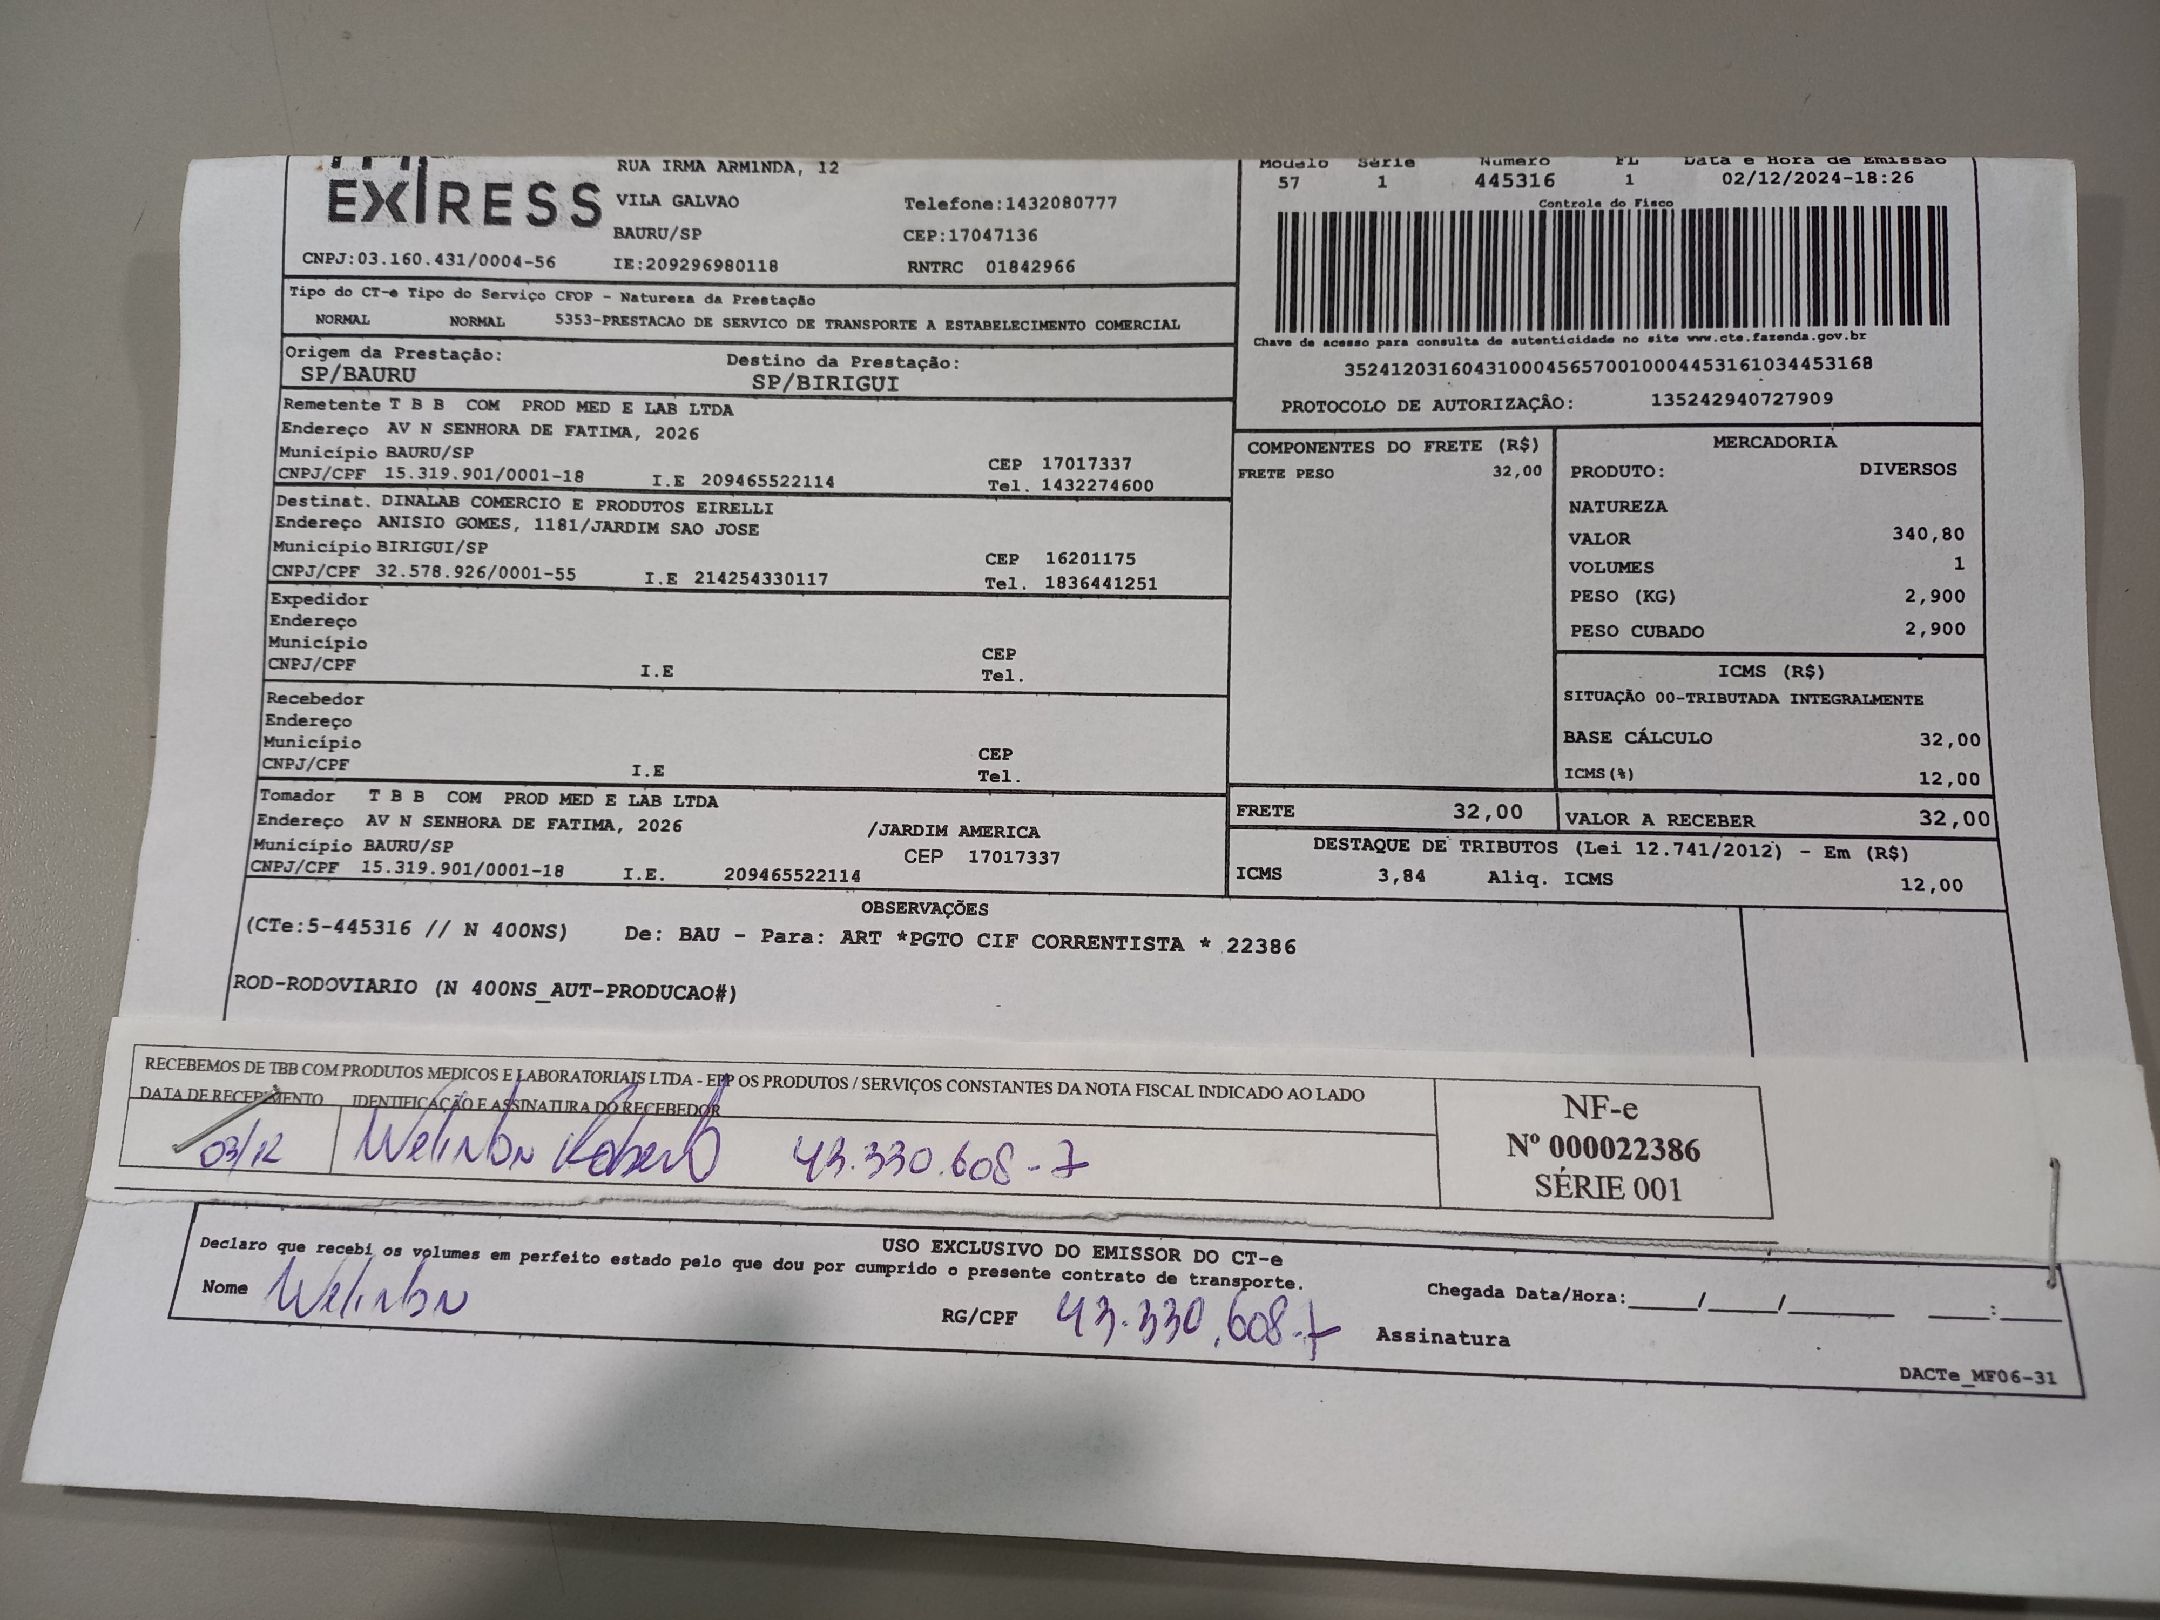 EXPRESS
RUA IRMA ARMINDA, 12
VILA GALVAO Telefone:1432080777
BAURU/SP CEP:17047136
CNPJ:03.160.431/0004-56 IE:209296980118 RNTRC 01842966
Modelo Série Numero FL Data e Hora de Emissao
57 1 445316 1 02/12/2024-18:26
Controle do Fisco
Chave de acesso para consulta de autenticidade no site www.cte.fazenda.gov.br
35241203160431000456570010004453161034453168
PROTOCOLO DE AUTORIZAÇÂO: 135242940727909
Tipo do CT-e Tipo do Serviço CFOP - Natureza da Prestação
NORMAL NORMAL 5353-PRESTACAO DE SERVICO DE TRANSPORTE A ESTABELECIMENTO COMERCIAL
Origem da Prestação: Destino da Prestação:
SP/BAURU SP/BIRIGUI
Remetente T B B COM PROD MED E LAB LTDA
Endereço AV N SENHORA DE FATIMA, 2026
Município BAURU/SP CEP 17017337
CNPJ/CPF 15.319.901/0001-18 I.E 209465522114 Tel. 1432274600
Destinat. DINALAB COMERCIO E PRODUTOS EIRELLI
Endereço ANISIO GOMES, 1181/JARDIM SAO JOSE
Município BIRIGUI/SP CEP 16201175
CNPJ/CPF 32.578.926/0001-55 I.E 214254330117 Tel. 1836441251
Expedidor
Endereço
Município CEP
CNPJ/CPF I.E Tel.
Recebedor
Endereço
Município CEP
CNPJ/CPF I.E Tel.
Tomador T B B COM PROD MED E LAB LTDA
Endereço AV N SENHORA DE FATIMA, 2026 /JARDIM AMERICA
Município BAURU/SP CEP 17017337
CNPJ/CPF 15.319.901/0001-18 I.E. 209465522114
COMPONENTES DO FRETE (R$)
FRETE PESO 32,00
MERCADORIA
PRODUTO: DIVERSOS
NATUREZA
VALOR 340,80
VOLUMES 1
PESO (KG) 2,900
PESO CUBADO 2,900
ICMS (R$)
SITUAÇÃO 00-TRIBUTADA INTEGRALMENTE
BASE CÁLCULO 32,00
ICMS(%) 12,00
FRETE 32,00 VALOR A RECEBER 32,00
DESTAQUE DE TRIBUTOS (Lei 12.741/2012) - Em (R$)
ICMS 3,84 Aliq. ICMS 12,00
OBSERVAÇÕES
(CTe:5-445316 // N 400NS) De: BAU - Para: ART *PGTO CIF CORRENTISTA * 22386
ROD-RODOVIARIO (N 400NS_AUT-PRODUCAO#)
RECEBEMOS DE TBB COM PRODUTOS MEDICOS E LABORATORIAIS LTDA - EPP OS PRODUTOS / SERVIÇOS CONSTANTES DA NOTA FISCAL INDICADO AO LADO
DATA DE RECEBIMENTO IDENTIFICAÇÃO E ASSINATURA DO RECEBEDOR
03/12 Welinton Roberto 43.330.608-7
NF-e
Nº 000022386
SÉRIE 001
USO EXCLUSIVO DO EMISSOR DO CT-e
Declaro que recebi os volumes em perfeito estado pelo que dou por cumprido o presente contrato de transporte.
Nome Welinton RG/CPF 43.330.608-7 Assinatura
Chegada Data/Hora:____/____/______ ____:____
DACTe_MF06-31